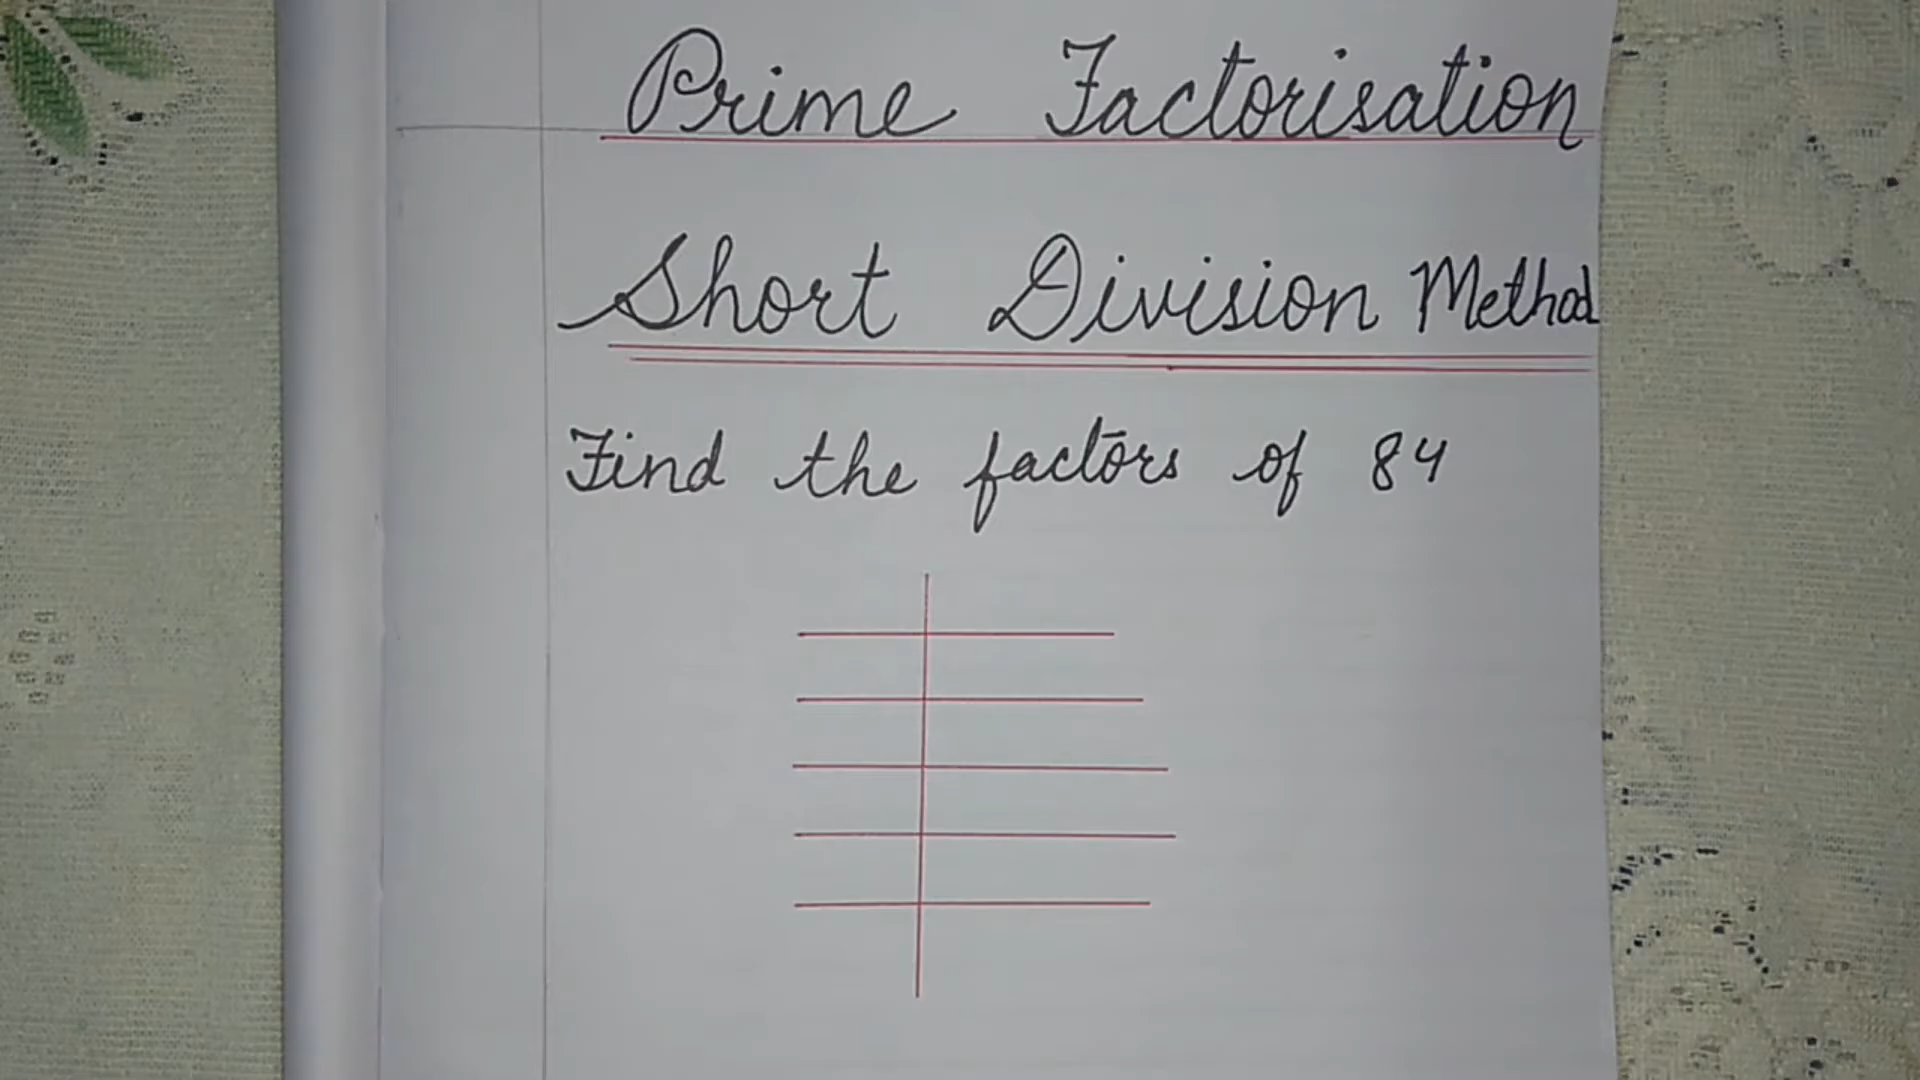 Prime Factorisation
Short Division Method
Find the factors of 84